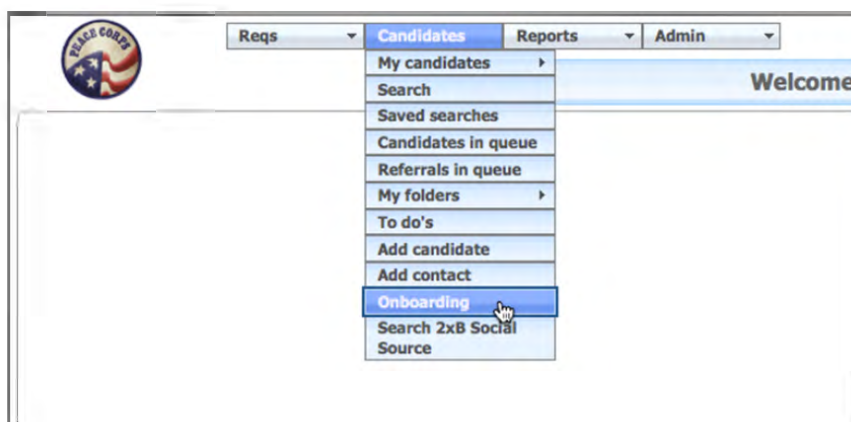 PEACE CORPS
Reqs Candidates Reports Admin
My candidates
Welcome
Search
Saved searches
Candidates in queue
Referrals in queue
My folders
To do's
Add candidate
Add contact
Onboarding
Search 2xB Social
Source